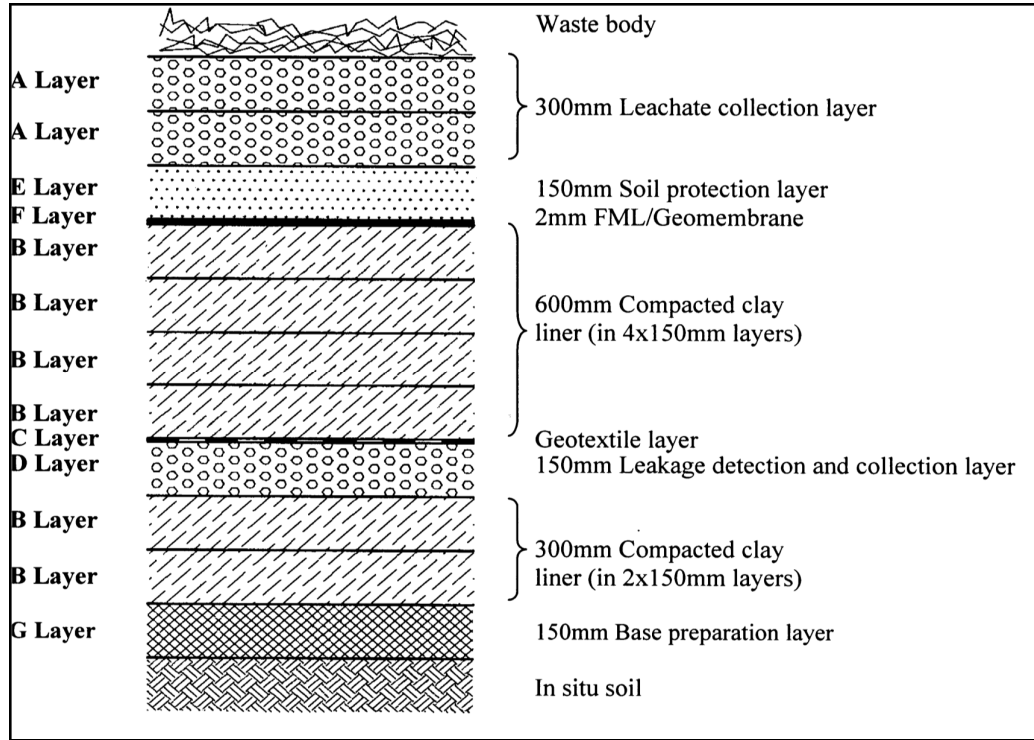 Waste body
A Layer
300mm Leachate collection layer
A Layer
E Layer
150mm Soil protection layer
F Layer
2mm FML/Geomembrane
B Layer
B Layer
600mm Compacted clay
liner (in 4x150mm layers)
B Layer
B Layer
C Layer
Geotextile layer
D Layer
150mm Leakage detection and collection layer
B Layer
300mm Compacted clay
B Layer
liner (in 2x150mm layers)
G Layer
150mm Base preparation layer
In situ soil